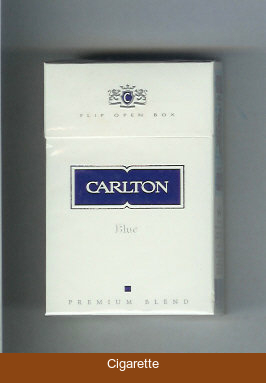 C
FLIP OPEN BOX
CARLTON
Blue
PREMIUM BLEND
Cigarette